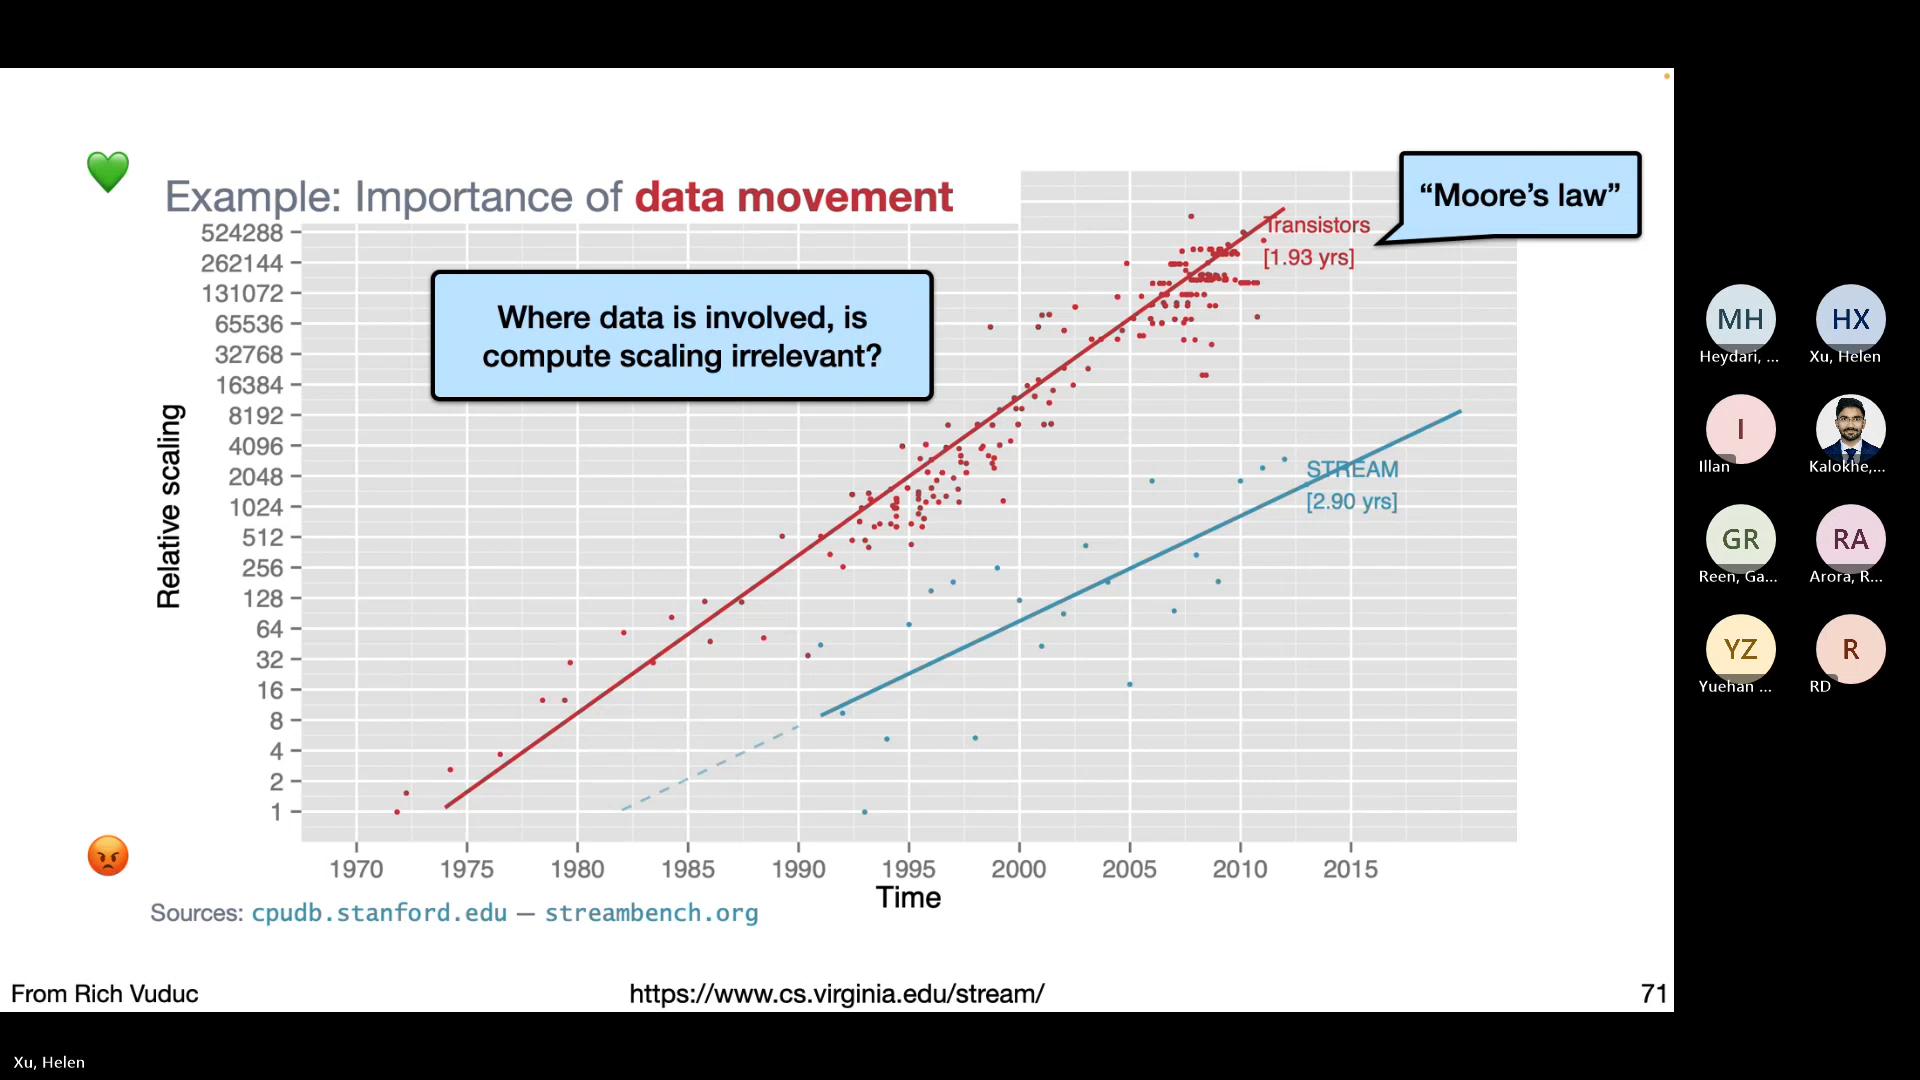 Example: Importance of data movement
“Moore’s law”
Transistors
[1.93 yrs]
Where data is involved, is
compute scaling irrelevant?
STREAM
[2.90 yrs]
Relative scaling
524288
262144
131072
65536
32768
16384
8192
4096
2048
1024
512
256
128
64
32
16
8
4
2
1
1970 1975 1980 1985 1990 1995 2000 2005 2010 2015
Time
Sources: cpudb.stanford.edu — streambench.org
From Rich Vuduc
https://www.cs.virginia.edu/stream/
71
MH
Heydari, ...
HX
Xu, Helen
I
Illan
Kalokhe,...
GR
Reen, Ga...
RA
Arora, R...
YZ
Yuehan ...
R
RD
Xu, Helen